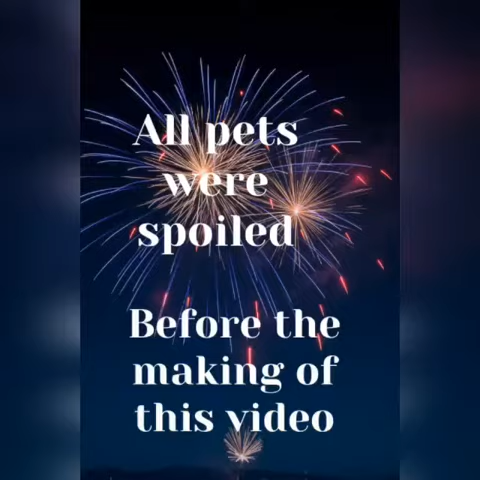 All pets
were
spoiled
Before the
making of
this video